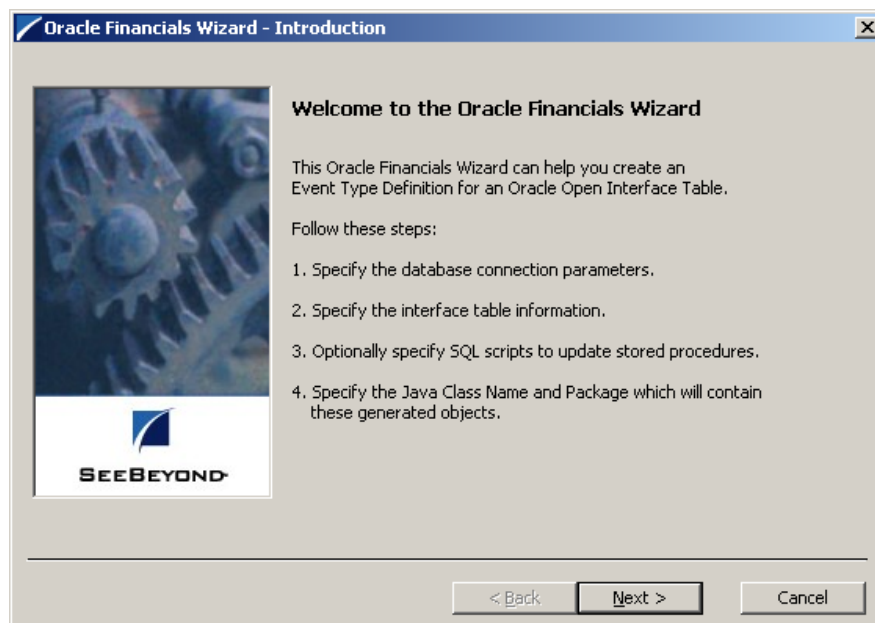 Oracle Financials Wizard - Introduction
Welcome to the Oracle Financials Wizard
This Oracle Financials Wizard can help you create an
Event Type Definition for an Oracle Open Interface Table.
Follow these steps:
1. Specify the database connection parameters.
2. Specify the interface table information.
3. Optionally specify SQL scripts to update stored procedures.
4. Specify the Java Class Name and Package which will contain
these generated objects.
SEEBEYOND
< Back
Next >
Cancel